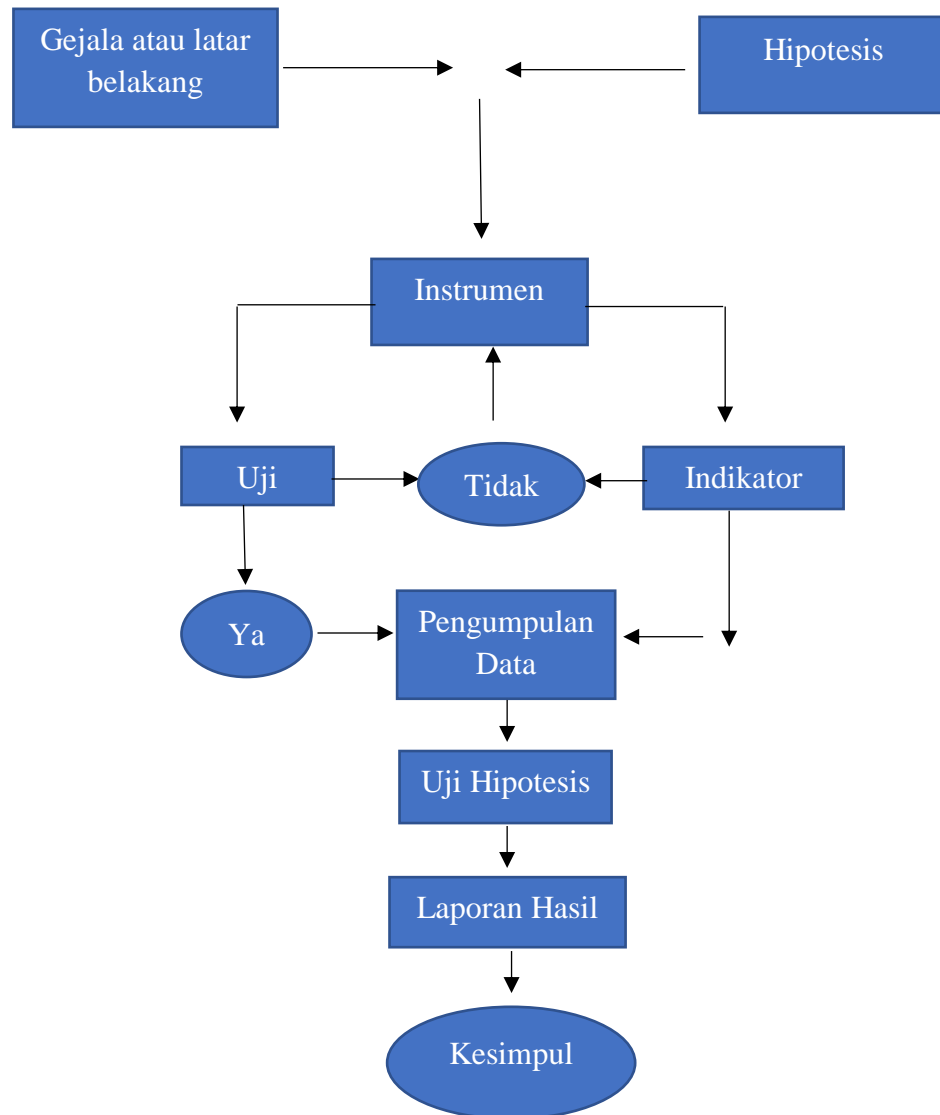 Gejala atau latar
belakang
Hipotesis
Instrumen
Uji
Tidak
Indikator
Ya
Pengumpulan
Data
Uji Hipotesis
Laporan Hasil
Kesimpul